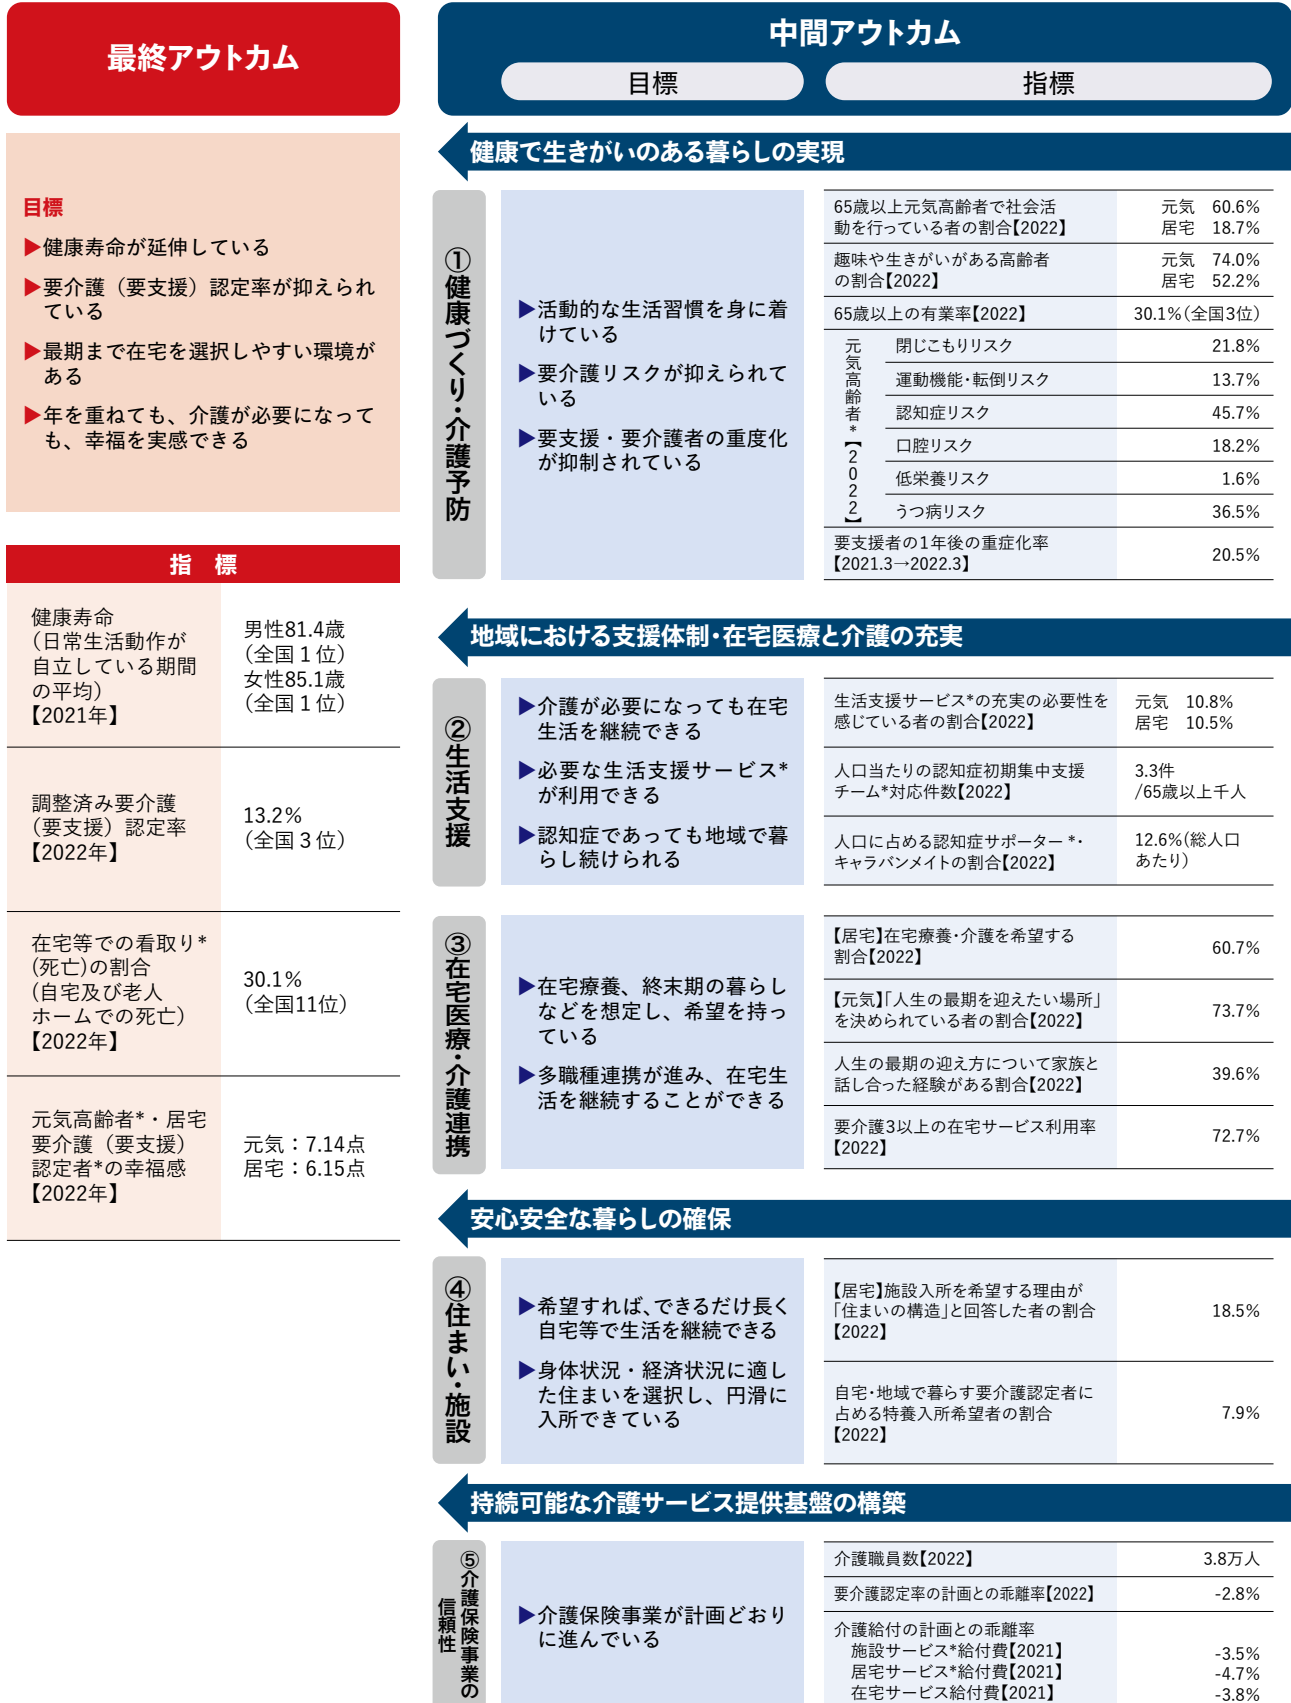 最終アウトカム
目標
▶健康寿命が延伸している
▶要介護（要支援）認定率が抑えられ
ている
▶最期まで在宅を選択しやすい環境が
ある
▶年を重ねても、介護が必要になって
も、幸福を実感できる
指　標
健康寿命
（日常生活動作が
自立している期間
の平均）
【2021年】
男性81.4歳
（全国１位）
女性85.1歳
（全国１位）
調整済み要介護
（要支援）認定率
【2022年】
13.2%
（全国３位）
在宅等での看取り*
(死亡)の割合
(自宅及び老人
ホームでの死亡)
【2022年】
30.1%
（全国11位）
元気高齢者*・居宅
要介護（要支援）
認定者*の幸福感
【2022年】
元気：7.14点
居宅：6.15点
中間アウトカム
目標
指標
健康で生きがいのある暮らしの実現
①健康づくり・介護予防
▶活動的な生活習慣を身に着
けている
▶要介護リスクが抑えられて
いる
▶要支援・要介護者の重度化
が抑制されている
65歳以上元気高齢者で社会活
動を行っている者の割合【2022】
元気　60.6%
居宅　18.7%
趣味や生きがいがある高齢者
の割合【2022】
元気　74.0%
居宅　52.2%
65歳以上の有業率【2022】
30.1%（全国3位）
元気高齢者*【2022】
閉じこもりリスク　21.8%
運動機能・転倒リスク　13.7%
認知症リスク　45.7%
口腔リスク　18.2%
低栄養リスク　1.6%
うつ病リスク　36.5%
要支援者の1年後の重症化率
【2021.3→2022.3】
20.5%
地域における支援体制・在宅医療と介護の充実
②生活支援
▶介護が必要になっても在宅
生活を継続できる
▶必要な生活支援サービス*
が利用できる
▶認知症であっても地域で暮
らし続けられる
生活支援サービス*の充実の必要性を
感じている者の割合【2022】
元気　10.8%
居宅　10.5%
人口当たりの認知症初期集中支援
チーム*対応件数【2022】
3.3件
/65歳以上千人
人口に占める認知症サポーター*・
キャラバンメイトの割合【2022】
12.6%(総人口
あたり)
③在宅医療・介護連携
▶在宅療養、終末期の暮らし
などを想定し、希望を持っ
ている
▶多職種連携が進み、在宅生
活を継続することができる
【居宅】在宅療養・介護を希望する
割合【2022】
60.7%
【元気】「人生の最期を迎えたい場所」
を決められている者の割合【2022】
73.7%
人生の最期の迎え方について家族と
話し合った経験がある割合【2022】
39.6%
要介護3以上の在宅サービス利用率
【2022】
72.7%
安心安全な暮らしの確保
④住まい・施設
▶希望すれば、できるだけ長く
自宅等で生活を継続できる
▶身体状況・経済状況に適し
た住まいを選択し、円滑に
入所できている
【居宅】施設入所を希望する理由が
「住まいの構造」と回答した者の割合
【2022】
18.5%
自宅・地域で暮らす要介護認定者に
占める特養入所希望者の割合
【2022】
7.9%
持続可能な介護サービス提供基盤の構築
⑤介護保険事業の
信頼性
▶介護保険事業が計画どおり
に進んでいる
介護職員数【2022】
3.8万人
要介護認定率の計画との乖離率【2022】
-2.8%
介護給付の計画との乖離率
施設サービス*給付費【2021】　-3.5%
居宅サービス*給付費【2021】　-4.7%
在宅サービス給付費【2021】　-3.8%